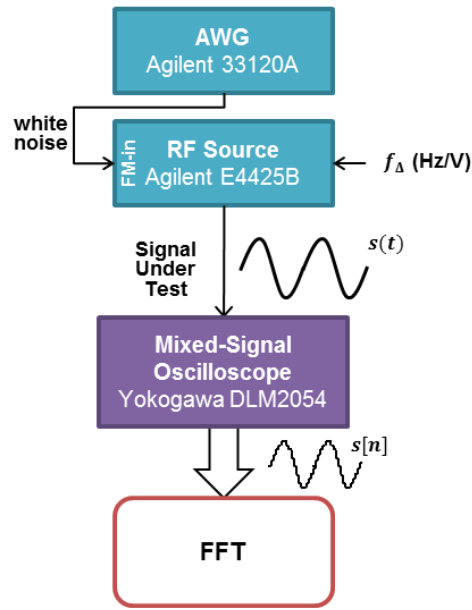 AWG
Agilent 33120A
white
noise
FM-in
RF Source
Agilent E4425B
f_Δ (Hz/V)
Signal
Under
Test
s(t)
Mixed-Signal
Oscilloscope
Yokogawa DLM2054
s[n]
FFT